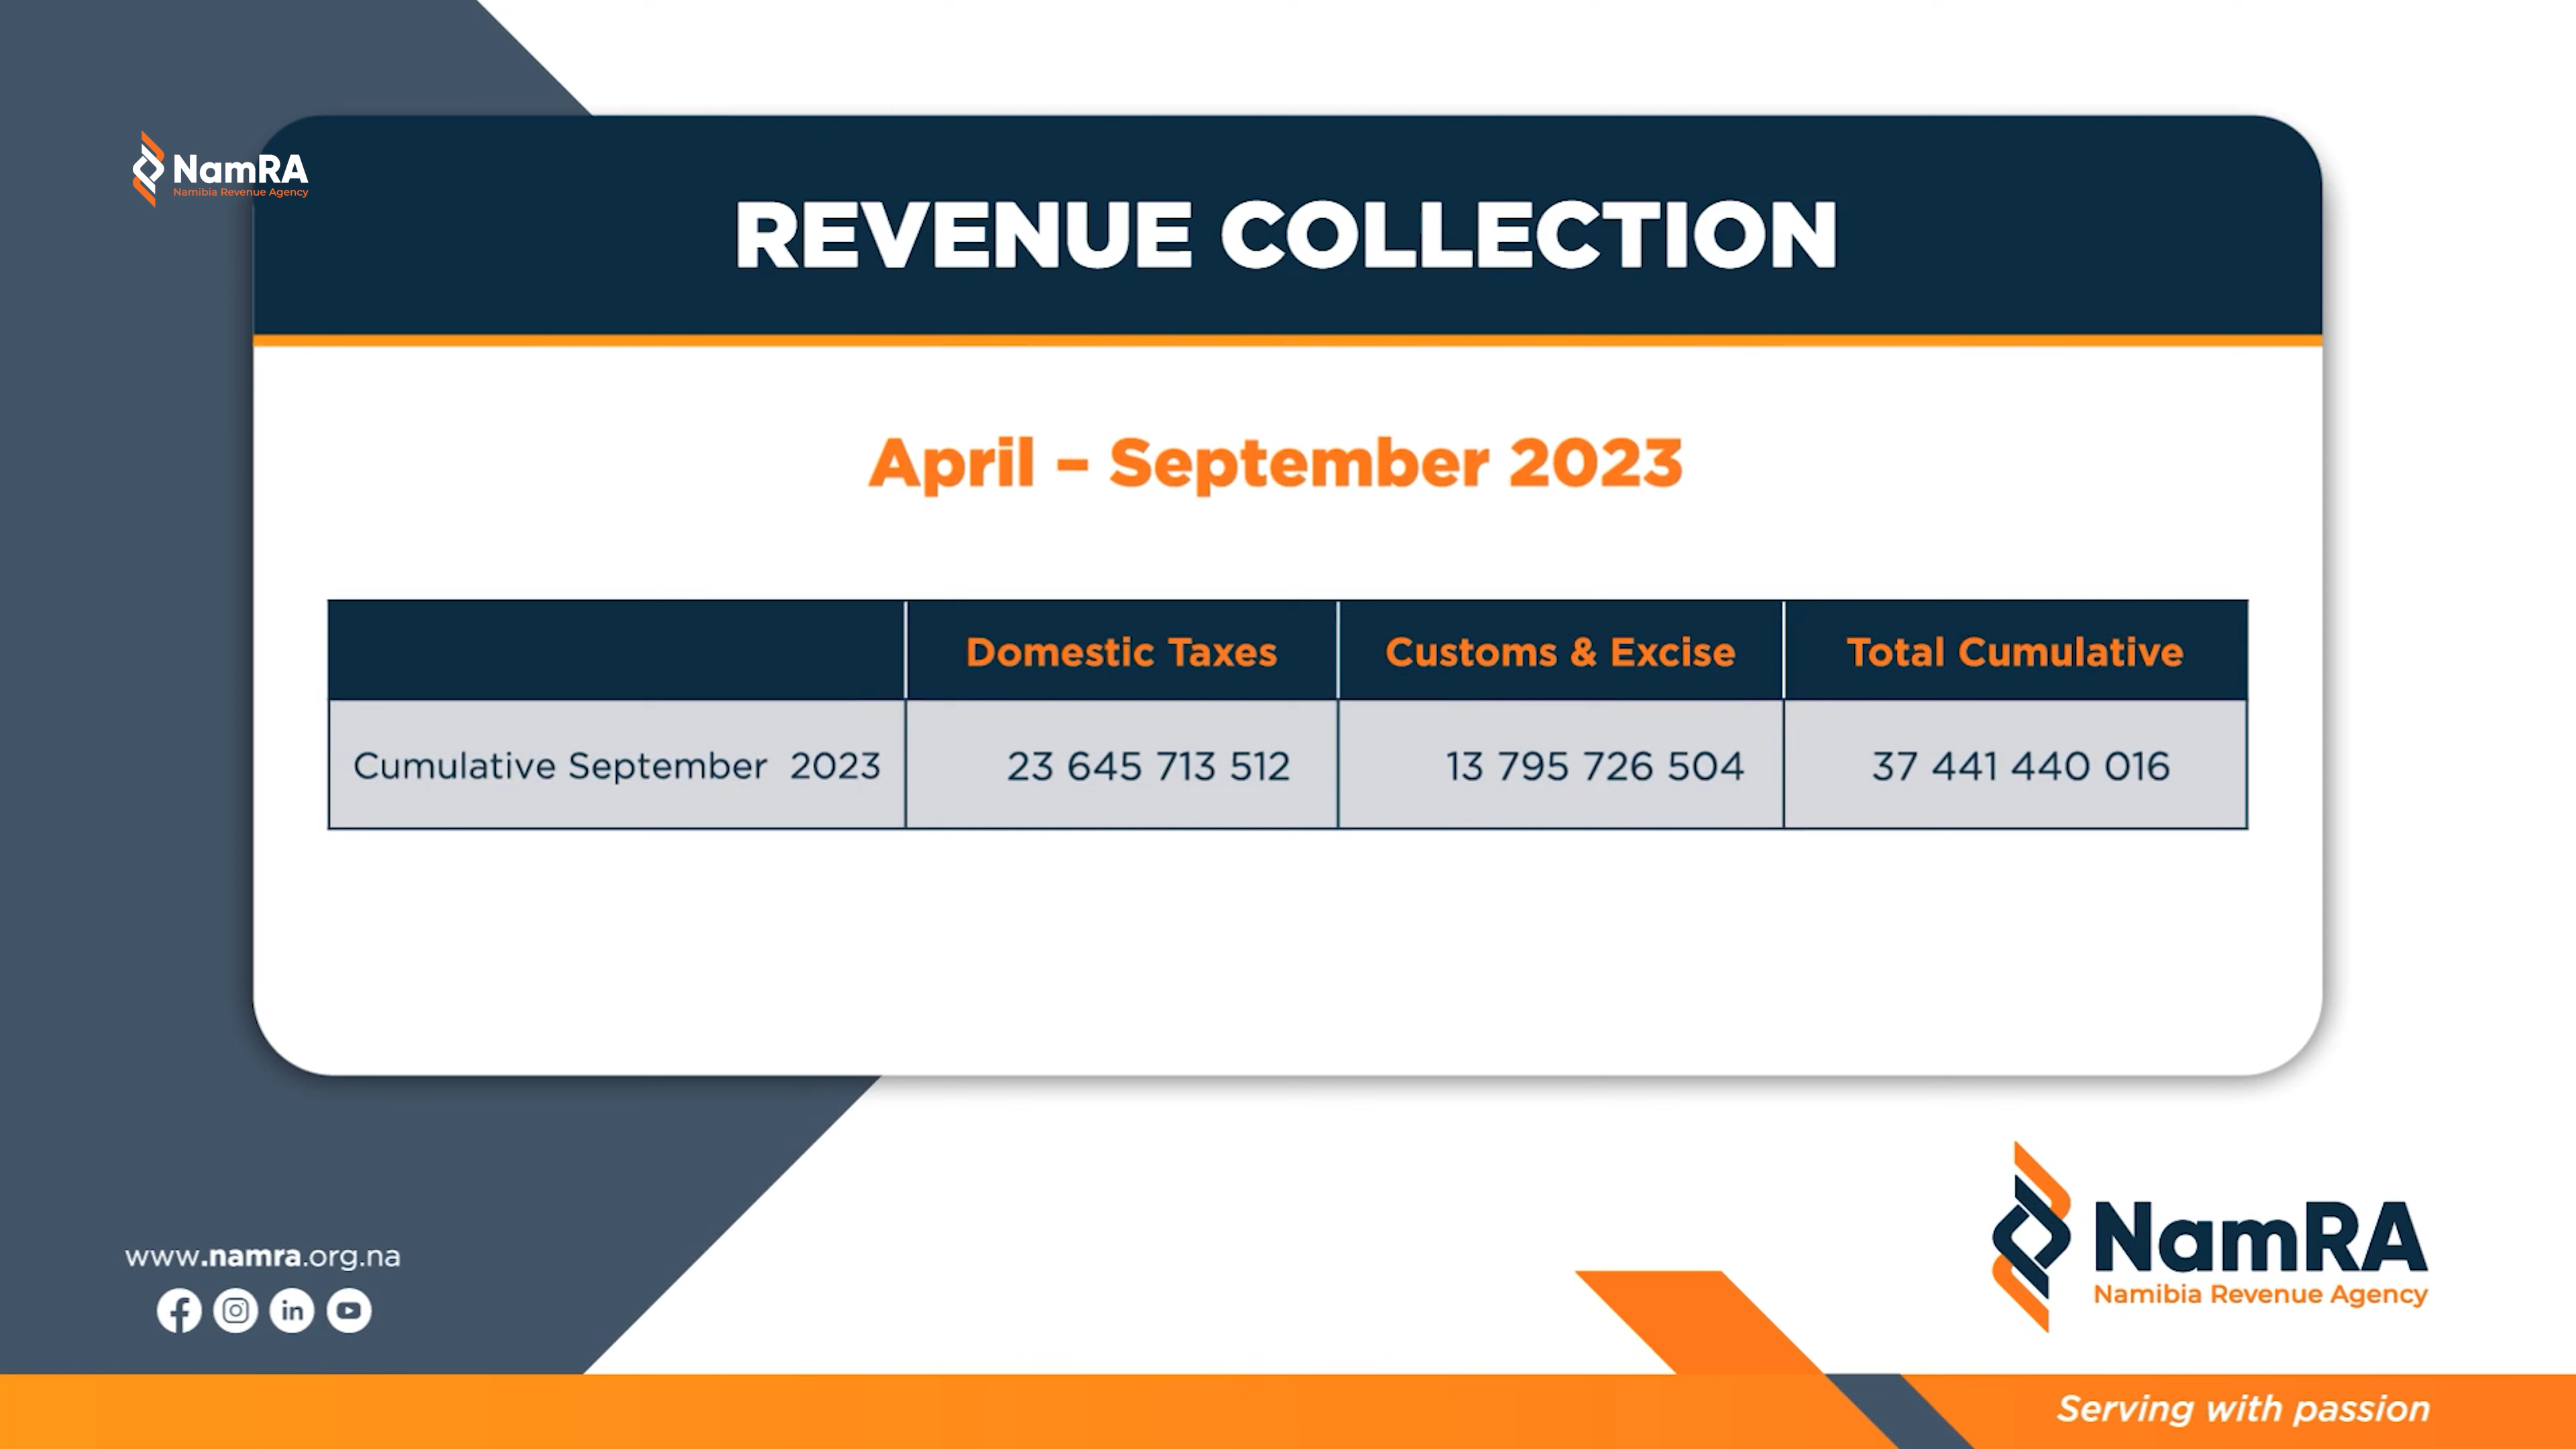 NamRA
Namibia Revenue Agency
REVENUE COLLECTION
April – September 2023
Domestic Taxes Customs & Excise Total Cumulative
Cumulative September 2023 23 645 713 512 13 795 726 504 37 441 440 016
www.namra.org.na
NamRA
Namibia Revenue Agency
Serving with passion